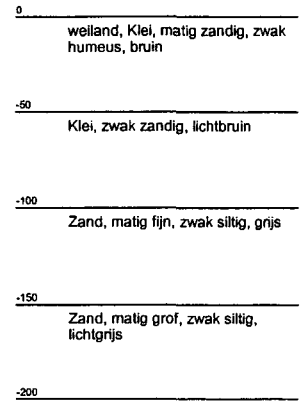 0
weiland, Klei, matig zandig, zwak
humeus, bruin
-50
Klei, zwak zandig, lichtbruin
-100
Zand, matig fijn, zwak siltig, grijs
-150
Zand, matig grof, zwak siltig,
lichtgrijs
-200